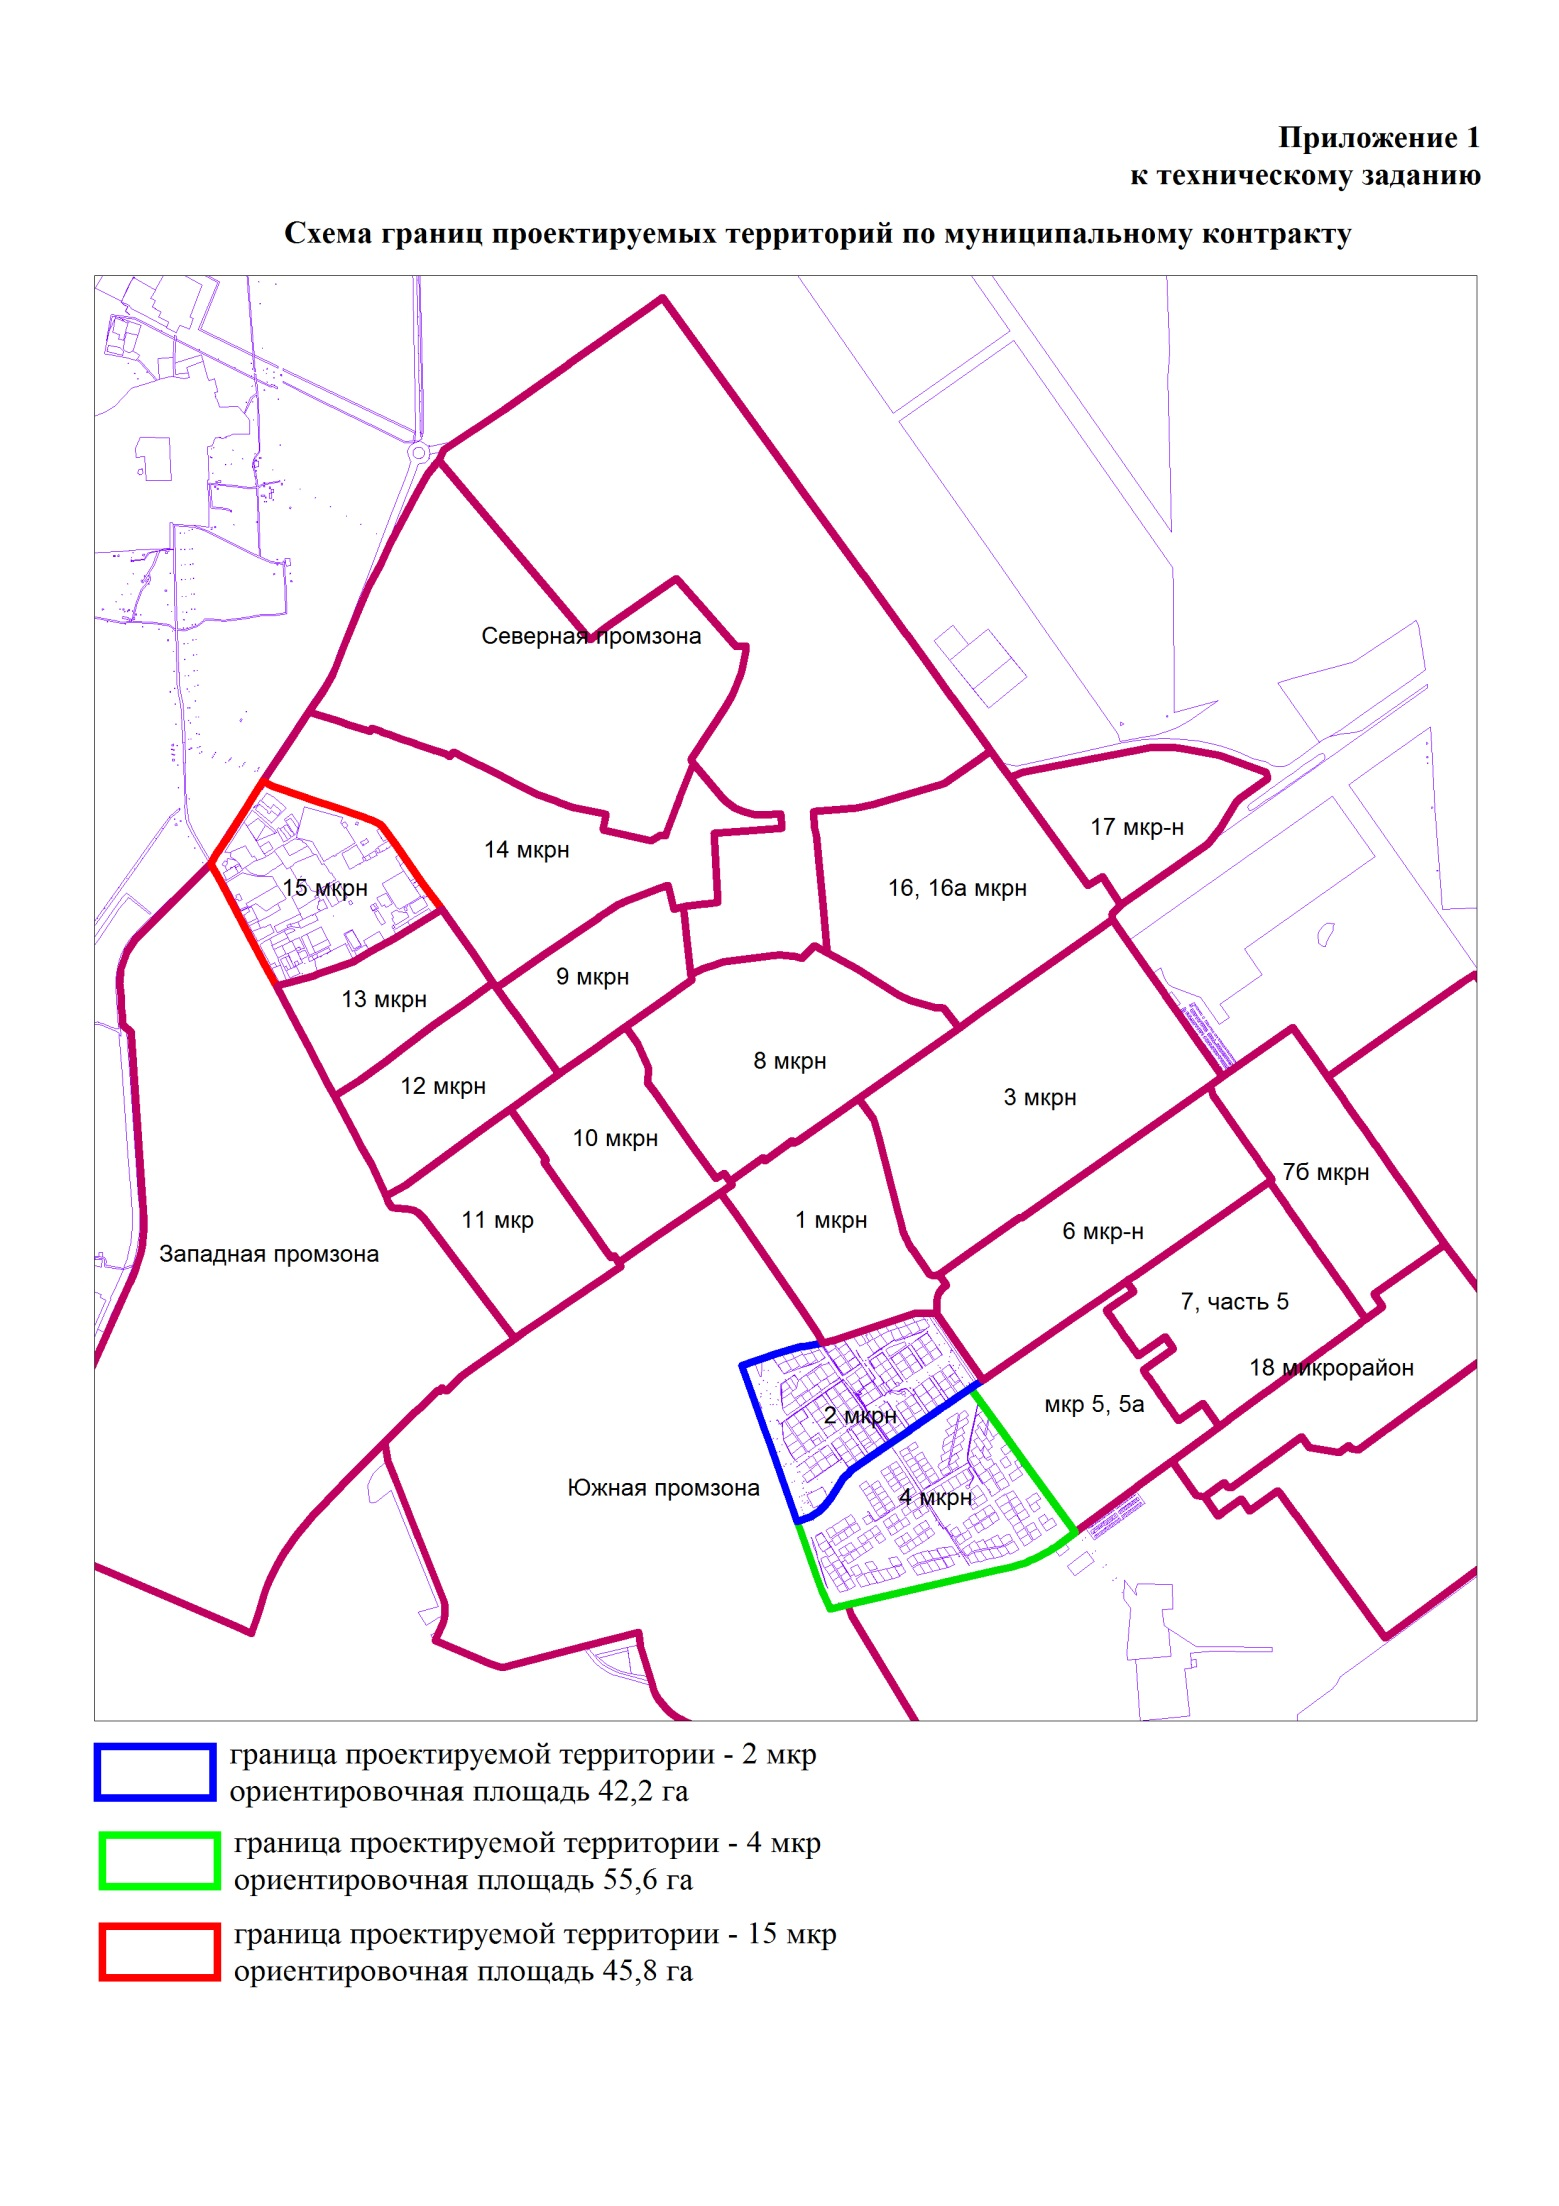 Приложение 1
к техническому заданию
Схема границ проектируемых территорий по муниципальному контракту
Северная промзона
17 мкр-н
14 мкрн
15 мкрн
16, 16а мкрн
9 мкрн
13 мкрн
8 мкрн
12 мкрн
3 мкрн
10 мкрн
7б мкрн
11 мкр
1 мкрн
6 мкр-н
Западная промзона
7, часть 5
18 микрорайон
мкр 5, 5а
2 мкрн
Южная промзона
4 мкрн
граница проектируемой территории - 2 мкр
ориентировочная площадь 42,2 га
граница проектируемой территории - 4 мкр
ориентировочная площадь 55,6 га
граница проектируемой территории - 15 мкр
ориентировочная площадь 45,8 га